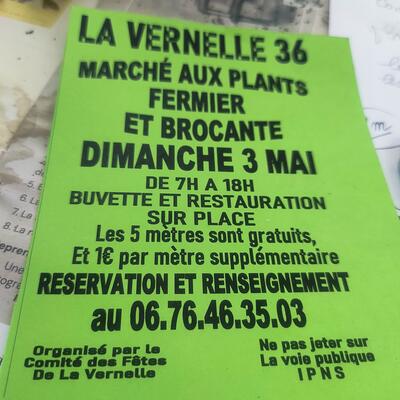 LA VERNELLE 36
MARCHÉ AUX PLANTS
FERMIER
ET BROCANTE
DIMANCHE 3 MAI
DE 7H A 18H
BUVETTE ET RESTAURATION
SUR PLACE
Les 5 mètres sont gratuits,
Et 1€ par mètre supplémentaire
RESERVATION ET RENSEIGNEMENT
au 06.76.46.35.03
Organisé par le
Comité des Fêtes
De La Vernelle
Ne pas jeter sur
La voie publique
I P N S